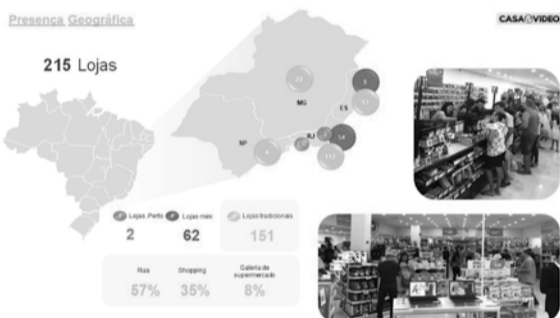 Presença Geográfica
CASA&VIDEO
215 Lojas
MG
ES
SP
RJ
Lojas Perto
Lojas mini
Lojas tradicionais
2
62
151
Rua
Shopping
Galeria de supermercado
57%
35%
8%